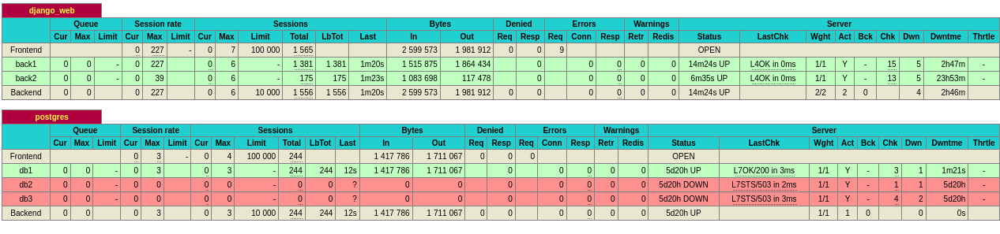 django_web
Queue Session rate Sessions Bytes Denied Errors Warnings Server
Cur Max Limit Cur Max Limit Cur Max Limit Total LbTot Last In Out Req Resp Req Conn Resp Retr Redis Status LastChk Wght Act Bck Chk Dwn Dwntme Thrtle
Frontend 0 227 - 0 7 100 000 1 565 2 599 573 1 981 912 0 0 9 OPEN
back1 0 0 - 0 227 0 6 - 1 381 1 381 1m20s 1 515 875 1 864 434 0 0 0 0 0 14m24s UP L4OK in 0ms 1/1 Y - 15 5 2h47m -
back2 0 0 - 0 39 0 6 - 175 175 1m23s 1 083 698 117 478 0 0 0 0 0 6m35s UP L4OK in 0ms 1/1 Y - 13 5 23h53m -
Backend 0 0 0 227 0 6 10 000 1 556 1 556 1m20s 2 599 573 1 981 912 0 0 0 0 0 0 14m24s UP 2/2 2 0 4 2h46m
postgres
Queue Session rate Sessions Bytes Denied Errors Warnings Server
Cur Max Limit Cur Max Limit Cur Max Limit Total LbTot Last In Out Req Resp Req Conn Resp Retr Redis Status LastChk Wght Act Bck Chk Dwn Dwntme Thrtle
Frontend 0 3 - 0 4 100 000 244 1 417 786 1 711 067 0 0 0 OPEN
db1 0 0 - 0 3 0 3 - 244 244 12s 1 417 786 1 711 067 0 0 0 0 0 5d20h UP L7OK/200 in 3ms 1/1 Y - 3 1 1m21s -
db2 0 0 - 0 0 0 0 - 0 0 ? 0 0 0 0 0 0 0 5d20h DOWN L7STS/503 in 2ms 1/1 Y - 1 1 5d20h -
db3 0 0 - 0 0 0 0 - 0 0 ? 0 0 0 0 0 0 0 5d20h DOWN L7STS/503 in 3ms 1/1 Y - 4 2 5d20h -
Backend 0 0 0 3 0 3 10 000 244 244 12s 1 417 786 1 711 067 0 0 0 0 0 0 5d20h UP 1/1 1 0 0 0s